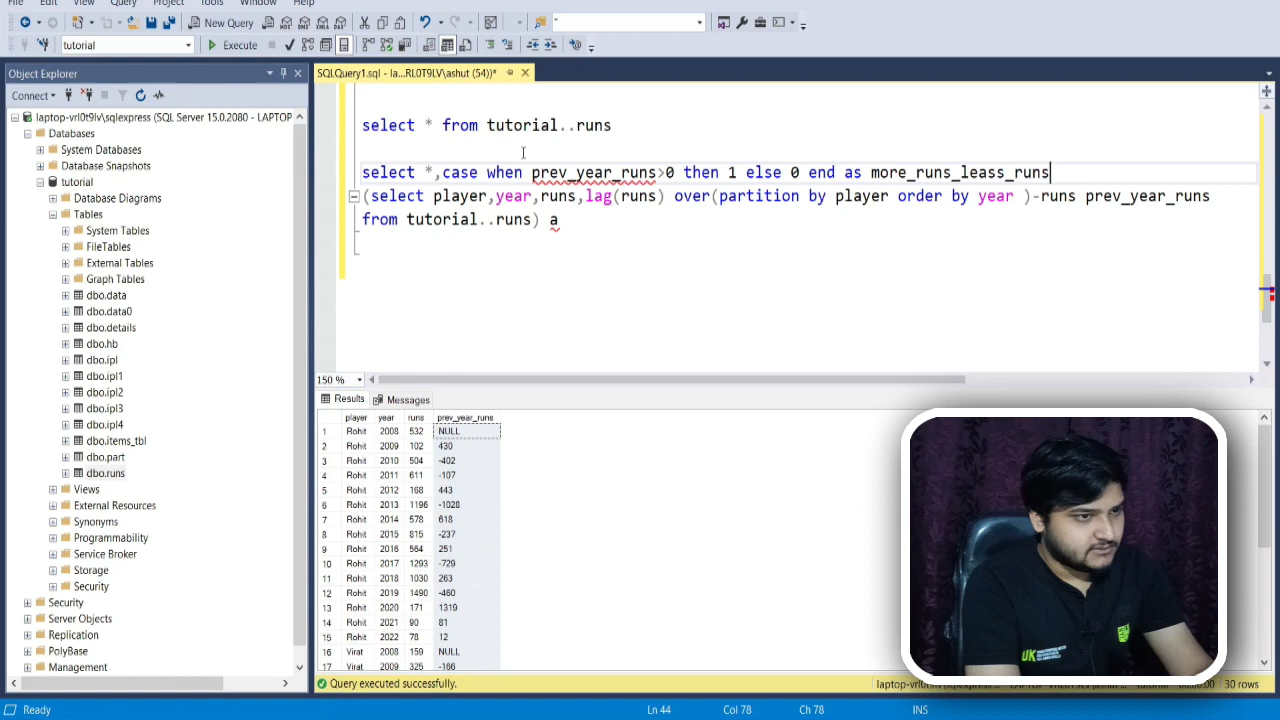 File Edit View Query Project Tools Window Help
New Query
tutorial Execute
Object Explorer
Connect
laptop-vrl0t9lv\sqlexpress (SQL Server 15.0.2080 - LAPTOP
Databases
System Databases
Database Snapshots
tutorial
Database Diagrams
Tables
System Tables
FileTables
External Tables
Graph Tables
dbo.data
dbo.data0
dbo.details
dbo.hb
dbo.ipl
dbo.ipl1
dbo.ipl2
dbo.ipl3
dbo.ipl4
dbo.items_tbl
dbo.part
dbo.runs
Views
External Resources
Synonyms
Programmability
Service Broker
Storage
Security
Security
Server Objects
Replication
PolyBase
Management
SQLQuery1.sql - la...RL0T9LV\ashut (54))*
select * from tutorial..runs
select *,case when prev_year_runs>0 then 1 else 0 end as more_runs_leass_runs
(select player,year,runs,lag(runs) over(partition by player order by year )-runs prev_year_runs
from tutorial..runs) a
150 %
Results Messages
player year runs prev_year_runs
1 Rohit 2008 532 NULL
2 Rohit 2009 102 430
3 Rohit 2010 504 -402
4 Rohit 2011 611 -107
5 Rohit 2012 168 443
6 Rohit 2013 1196 -1028
7 Rohit 2014 578 618
8 Rohit 2015 815 -237
9 Rohit 2016 564 251
10 Rohit 2017 1293 -729
11 Rohit 2018 1030 263
12 Rohit 2019 1490 -460
13 Rohit 2020 171 1319
14 Rohit 2021 90 81
15 Rohit 2022 78 12
16 Virat 2008 159 NULL
17 Virat 2009 325 -166
UK
Query executed successfully.
laptop-vrl0t9lv\sqlexpress tutorial 00:00:00 30 rows
Ready Ln 44 Col 78 Ch 78 INS